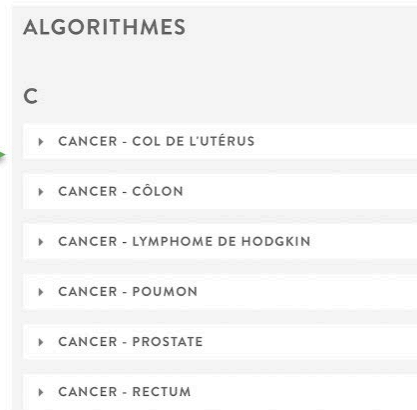 ALGORITHMES
C
CANCER - COL DE L'UTÉRUS
CANCER - CÔLON
CANCER - LYMPHOME DE HODGKIN
CANCER - POUMON
CANCER - PROSTATE
CANCER - RECTUM